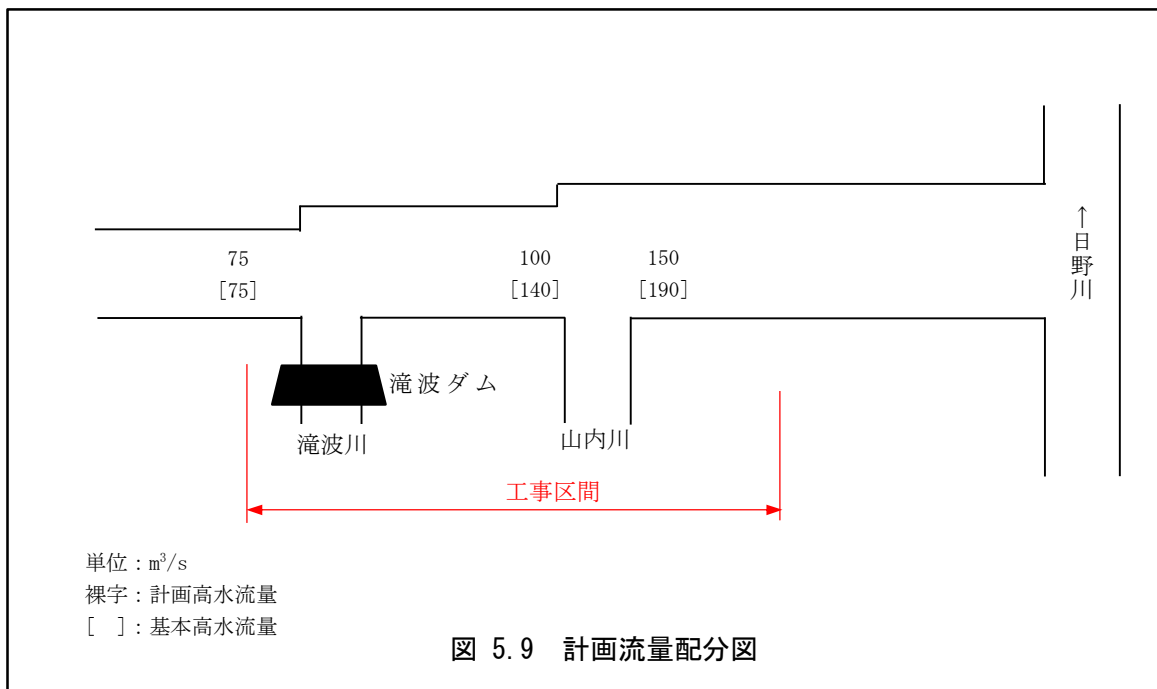 75 100 150
[75] [140] [190]
↑日野川
滝波ダム
滝波川 山内川
工事区間
単位：m³/s
裸字：計画高水流量
[ ]：基本高水流量
図 5.9 計画流量配分図